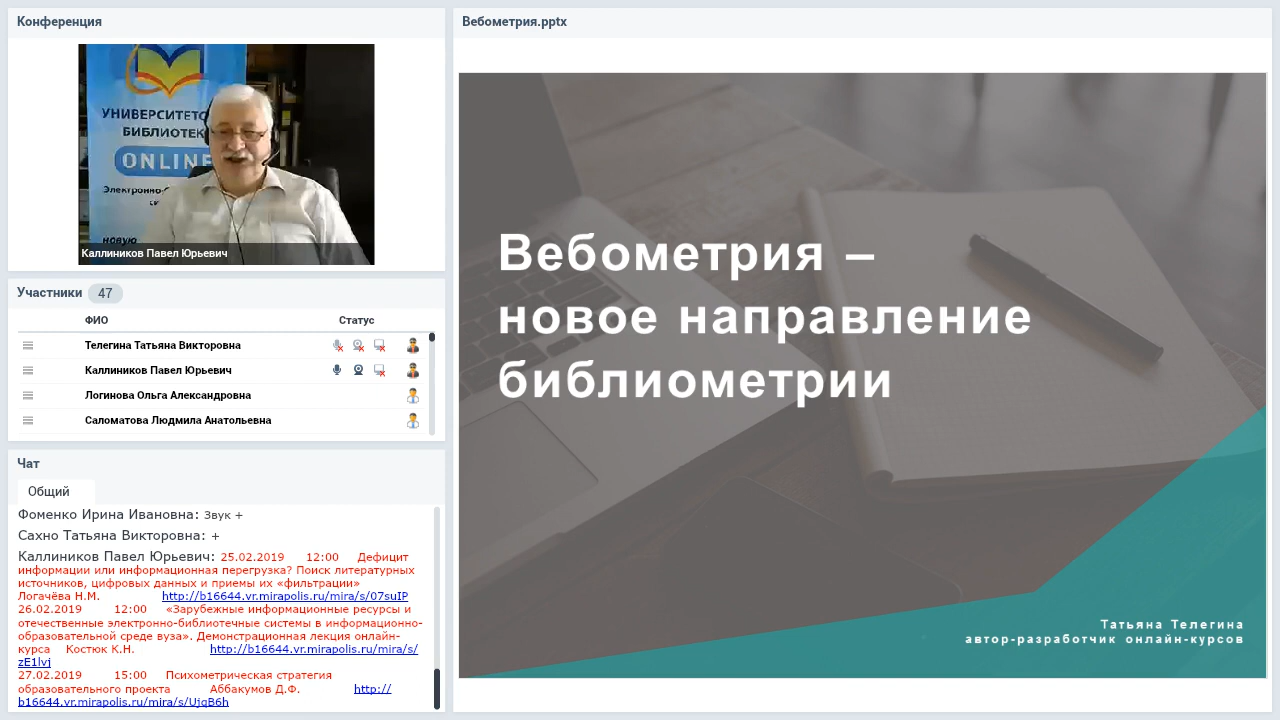 Конференция
УНИВЕРСИТЕТС
БИБЛИОТЕК
ONLINE
новую
Каллиников Павел Юрьевич
Участники 47
ФИО Статус
Телегина Татьяна Викторовна
Каллиников Павел Юрьевич
Логинова Ольга Александровна
Саломатова Людмила Анатольевна
Чат
Общий
Фоменко Ирина Ивановна: Звук +
Сахно Татьяна Викторовна: +
Каллиников Павел Юрьевич: 25.02.2019 12:00 Дефицит
информации или информационная перегрузка? Поиск литературных
источников, цифровых данных и приемы их «фильтрации»
Логачёва Н.М. http://b16644.vr.mirapolis.ru/mira/s/07suIP
26.02.2019 12:00 «Зарубежные информационные ресурсы и
отечественные электронно-библиотечные системы в информационно-
образовательной среде вуза». Демонстрационная лекция онлайн-
курса Костюк К.Н. http://b16644.vr.mirapolis.ru/mira/s/
zE1lvj
27.02.2019 15:00 Психометрическая стратегия
образовательного проекта Аббакумов Д.Ф. http://
b16644.vr.mirapolis.ru/mira/s/UjqB6h
Вебометрия.pptx
Вебометрия –
новое направление
библиометрии
Татьяна Телегина
автор-разработчик онлайн-курсов